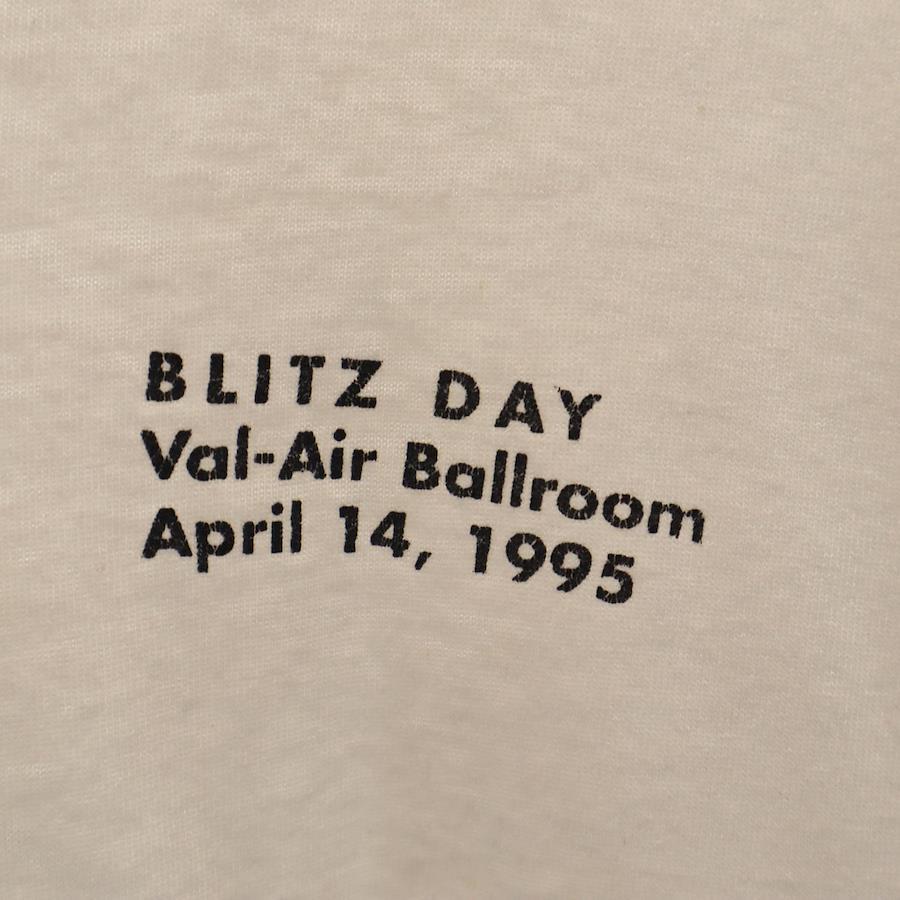 BLITZ DAY
Val-Air Ballroom
April 14, 1995